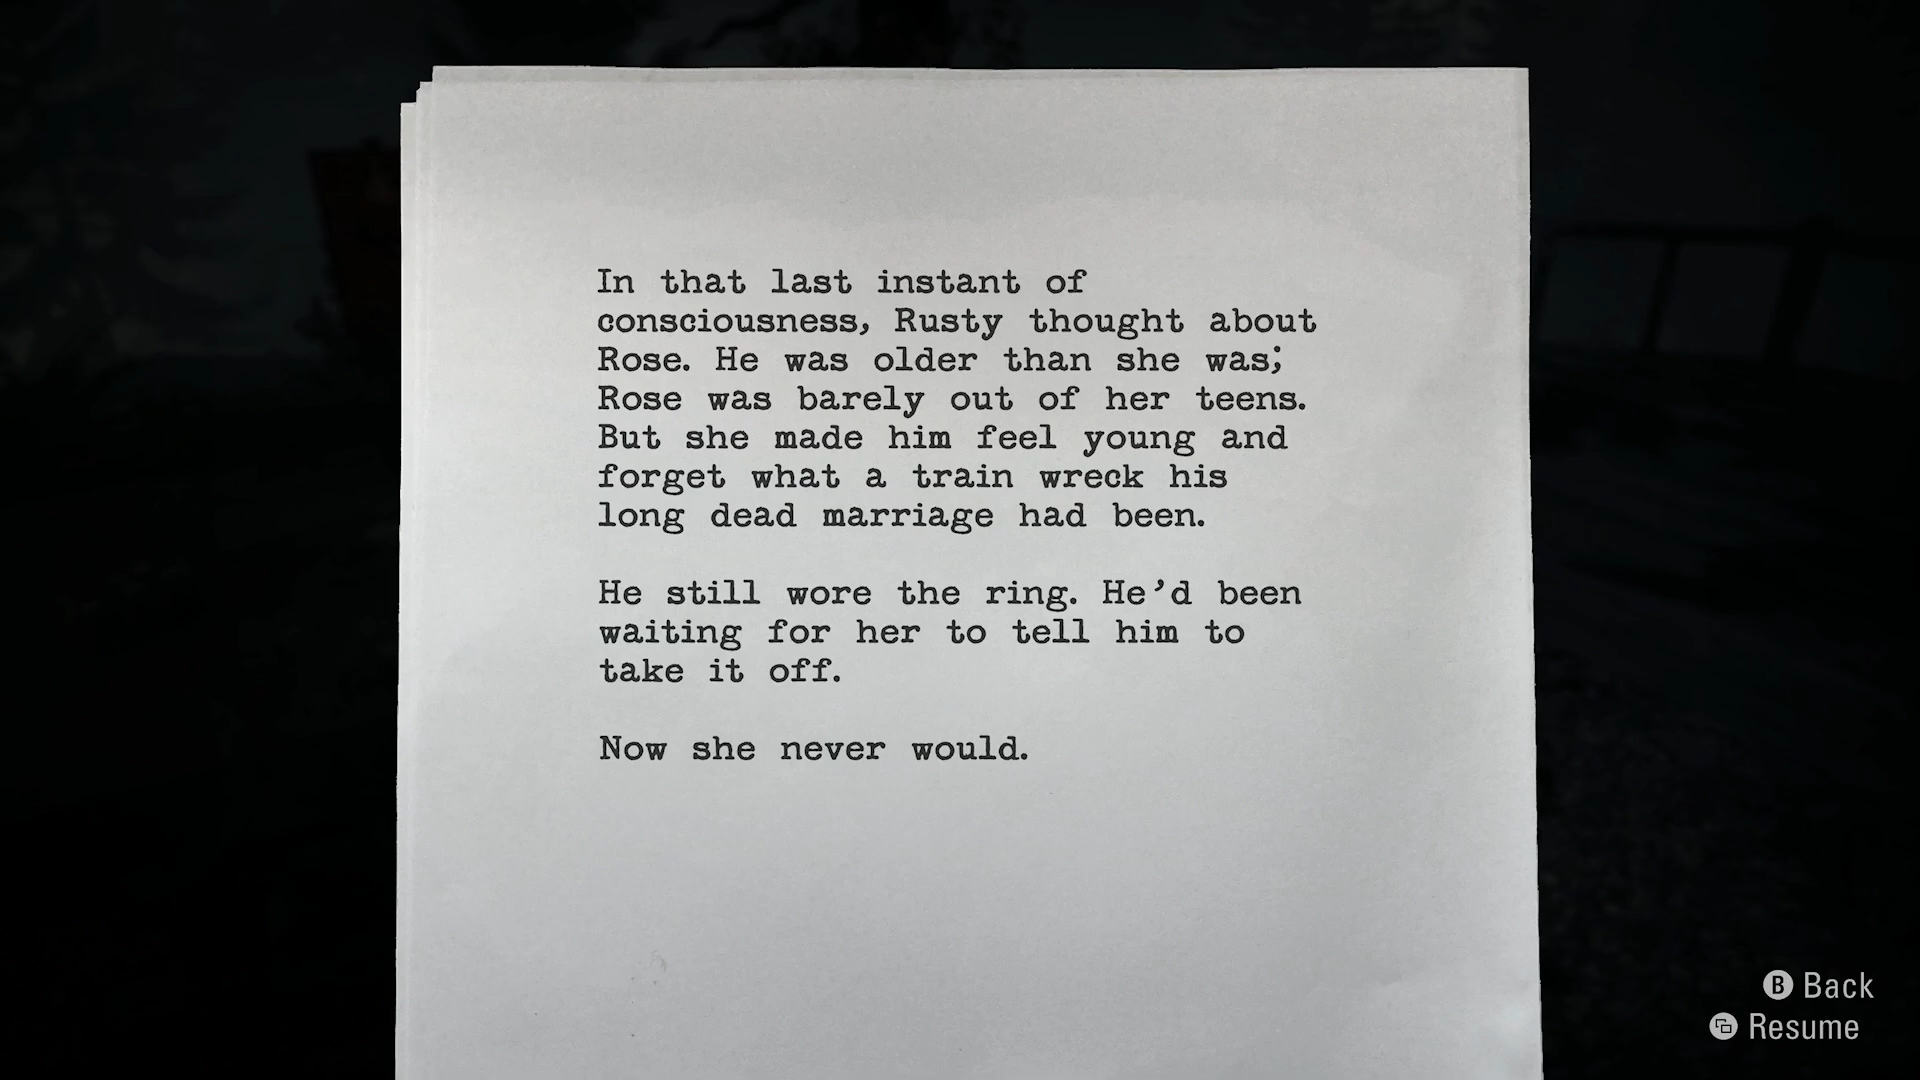 In that last instant of
consciousness, Rusty thought about
Rose. He was older than she was;
Rose was barely out of her teens.
But she made him feel young and
forget what a train wreck his
long dead marriage had been.
He still wore the ring. He’d been
waiting for her to tell him to
take it off.
Now she never would.
B Back
Resume